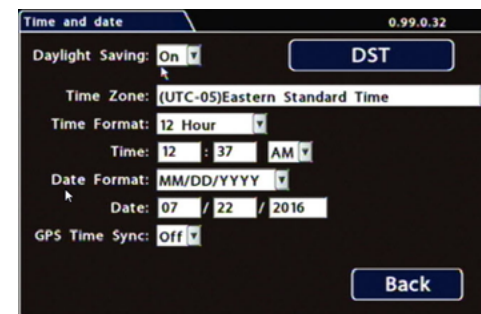 Time and date 0.99.0.32
Daylight Saving: On DST
Time Zone: (UTC-05)Eastern Standard Time
Time Format: 12 Hour
Time: 12 : 37 AM
Date Format: MM/DD/YYYY
Date: 07 / 22 / 2016
GPS Time Sync: Off
Back